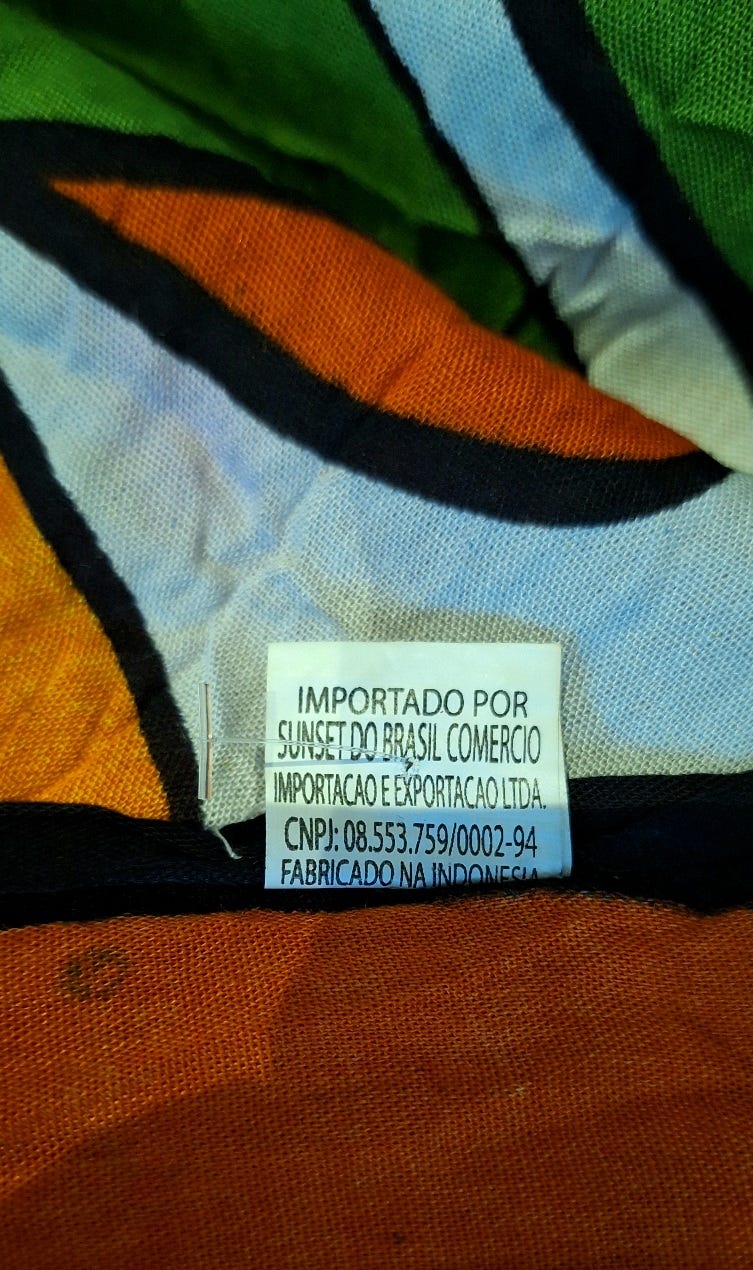 IMPORTADO POR
SUNSET DO BRASIL COMERCIO
IMPORTACAO E EXPORTACAO LTDA.
CNPJ: 08.553.759/0002-94
FABRICADO NA INDONESIA